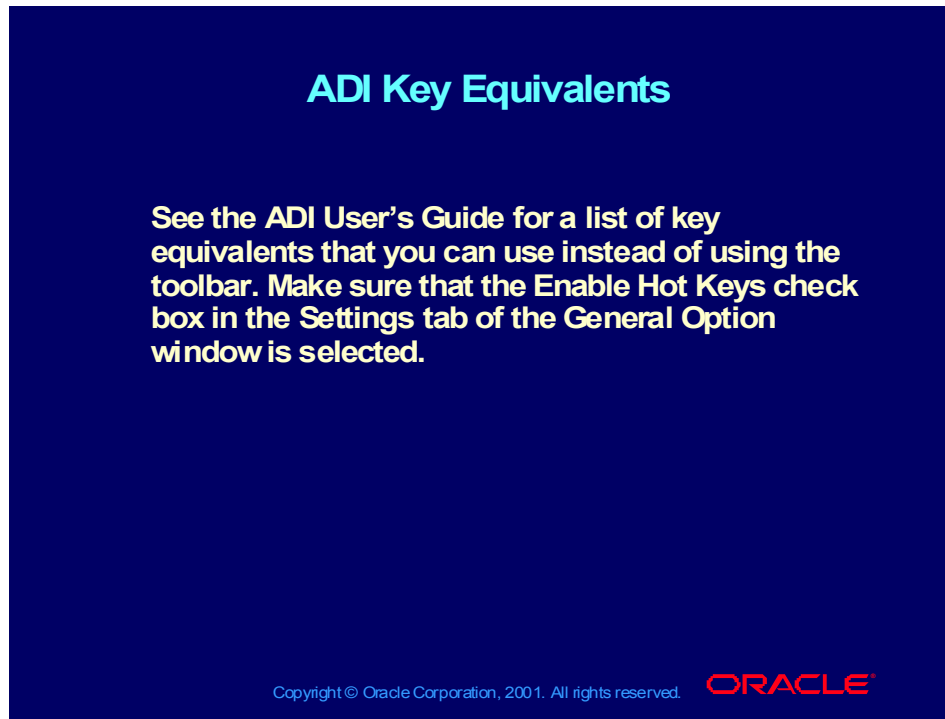 ADI Key Equivalents
See the ADI User's Guide for a list of key
equivalents that you can use instead of using the
toolbar. Make sure that the Enable Hot Keys check
box in the Settings tab of the General Option
window is selected.
Copyright © Oracle Corporation, 2001. All rights reserved.
ORACLE®